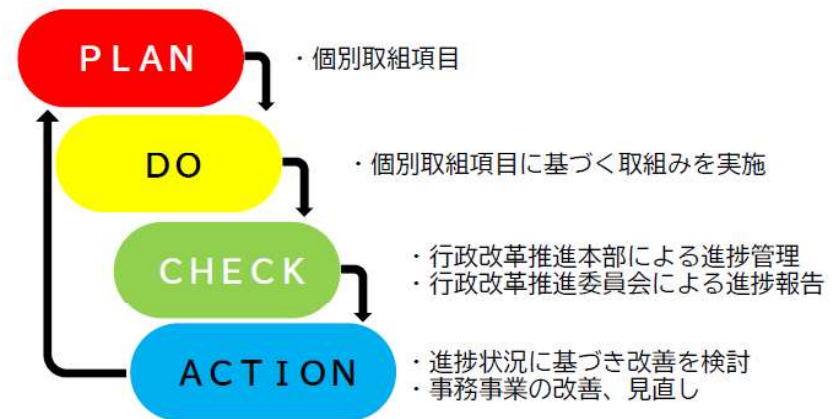 PLAN
・個別取組項目
DO
・個別取組項目に基づく取組みを実施
CHECK
・行政改革推進本部による進捗管理
・行政改革推進委員会による進捗報告
ACTION
・進捗状況に基づき改善を検討
・事務事業の改善、見直し